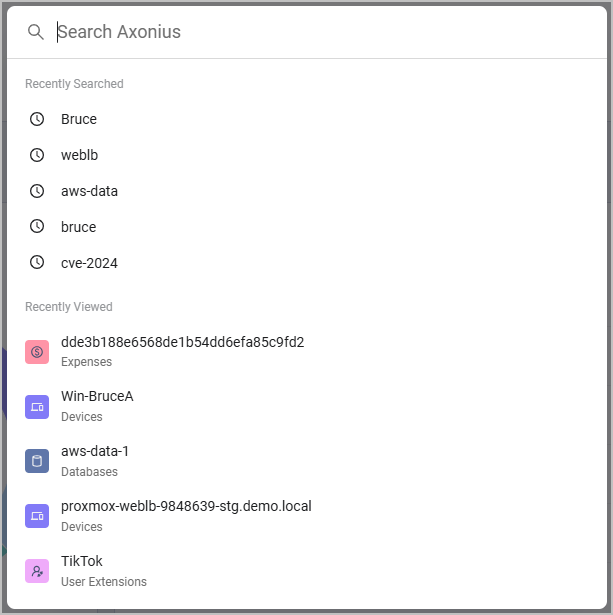 Search Axonius
Recently Searched
Bruce
weblb
aws-data
bruce
cve-2024
Recently Viewed
dde3b188e6568de1b54dd6efa85c9fd2
Expenses
Win-BruceA
Devices
aws-data-1
Databases
proxmox-weblb-9848639-stg.demo.local
Devices
TikTok
User Extensions